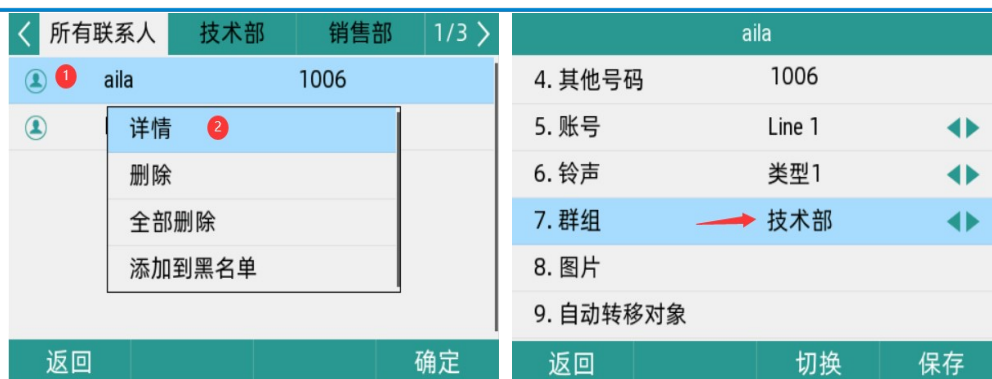 所有联系人 技术部 销售部 1/3
1 aila 1006
详情 2
删除
全部删除
添加到黑名单
返回 确定
aila
4. 其他号码 1006
5. 账号 Line 1
6. 铃声 类型1
7. 群组 技术部
8. 图片
9. 自动转移对象
返回 切换 保存